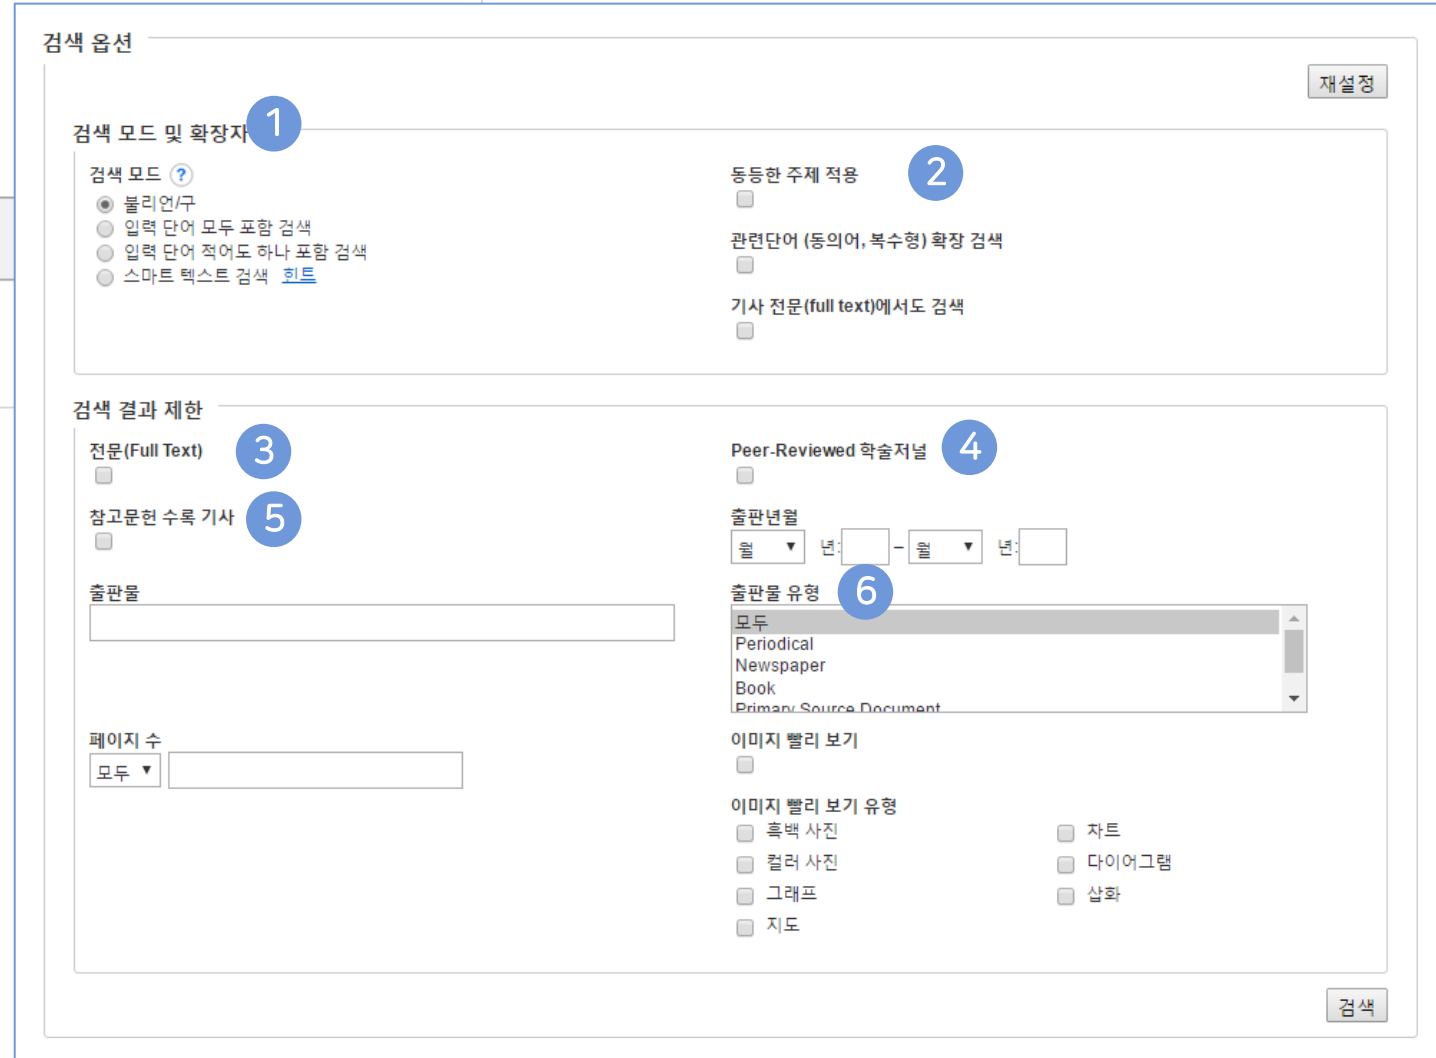 검색 옵션
재설정
검색 모드 및 확장자
1
검색 모드 ?
불리언/구
입력 단어 모두 포함 검색
입력 단어 적어도 하나 포함 검색
스마트 텍스트 검색 힌트
동등한 주제 적용
2
관련단어 (동의어, 복수형) 확장 검색
기사 전문(full text)에서도 검색
검색 결과 제한
전문(Full Text)
3
Peer-Reviewed 학술저널
4
참고문헌 수록 기사
5
출판년월
월 년: – 월 년:
출판물
출판물 유형
6
모두
Periodical
Newspaper
Book
Primary Source Document
페이지 수
모두
이미지 빨리 보기
이미지 빨리 보기 유형
흑백 사진 차트
컬러 사진 다이어그램
그래프 삽화
지도
검색